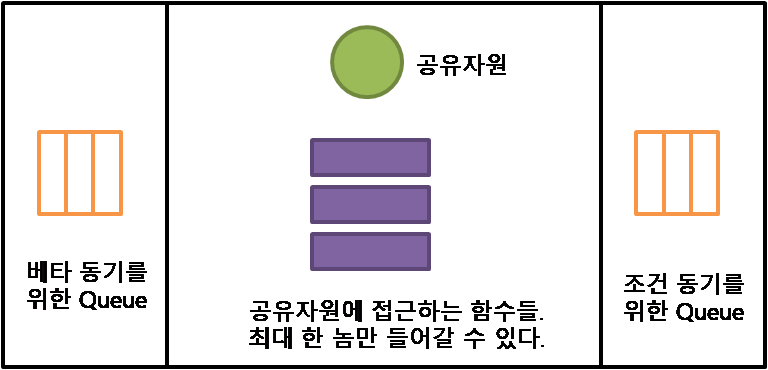 공유자원
베타 동기를
위한 Queue
공유자원에 접근하는 함수들.
최대 한 놈만 들어갈 수 있다.
조건 동기를
위한 Queue